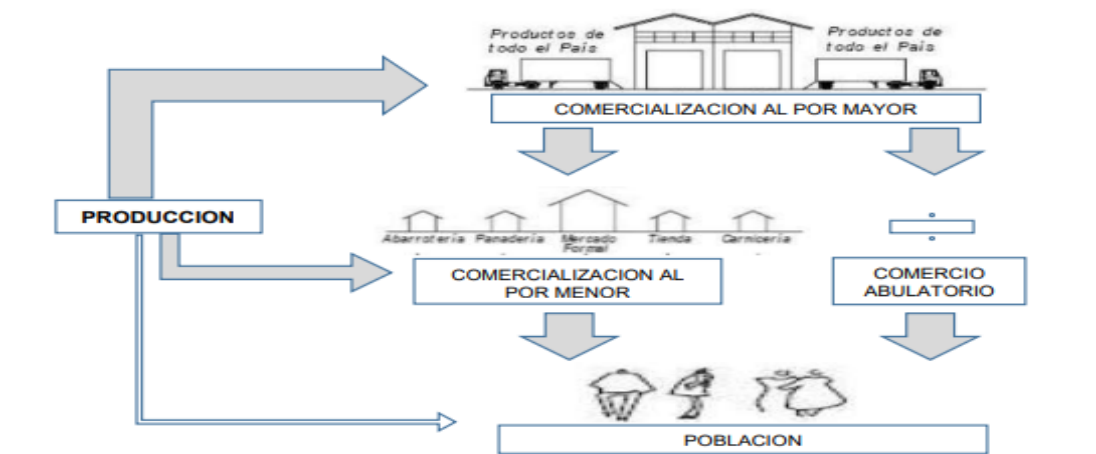 Productos de
todo el País
Productos de
todo el País
COMERCIALIZACION AL POR MAYOR
PRODUCCION
Abarrotería Panadería Mercado Formal Tienda Carnicería
COMERCIALIZACION AL
POR MENOR
COMERCIO
ABULATORIO
POBLACION